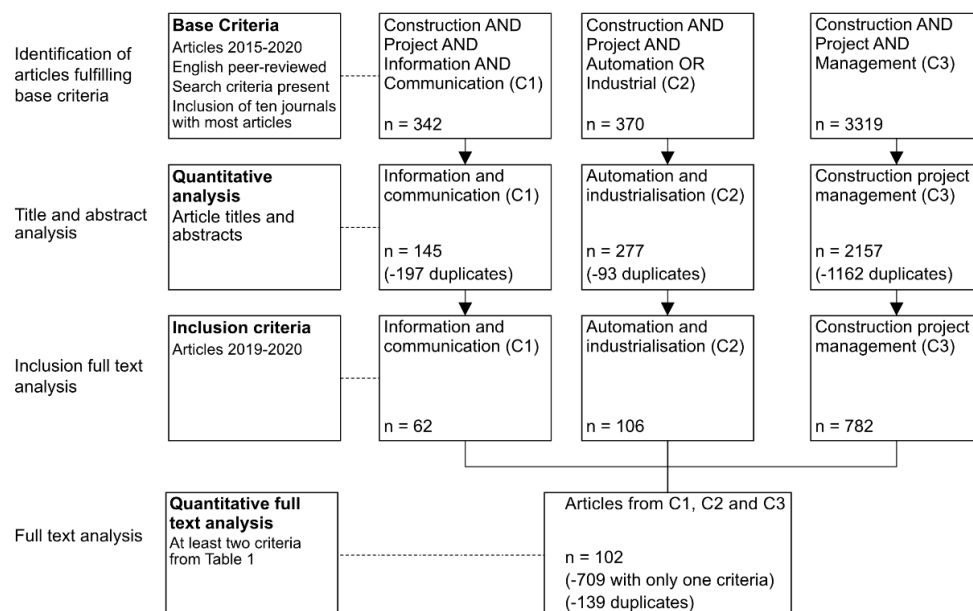 Identification of
articles fulfilling
base criteria
Base Criteria
Articles 2015-2020
English peer-reviewed
Search criteria present
Inclusion of ten journals
with most articles
Construction AND
Project AND
Information AND
Communication (C1)
n = 342
Construction AND
Project AND
Automation OR
Industrial (C2)
n = 370
Construction AND
Project AND
Management (C3)
n = 3319
Title and abstract
analysis
Quantitative
analysis
Article titles and
abstracts
Information and
communication (C1)
n = 145
(-197 duplicates)
Automation and
industrialisation (C2)
n = 277
(-93 duplicates)
Construction project
management (C3)
n = 2157
(-1162 duplicates)
Inclusion full text
analysis
Inclusion criteria
Articles 2019-2020
Information and
communication (C1)
n = 62
Automation and
industrialisation (C2)
n = 106
Construction project
management (C3)
n = 782
Full text analysis
Quantitative full
text analysis
At least two criteria
from Table 1
Articles from C1, C2 and C3
n = 102
(-709 with only one criteria)
(-139 duplicates)